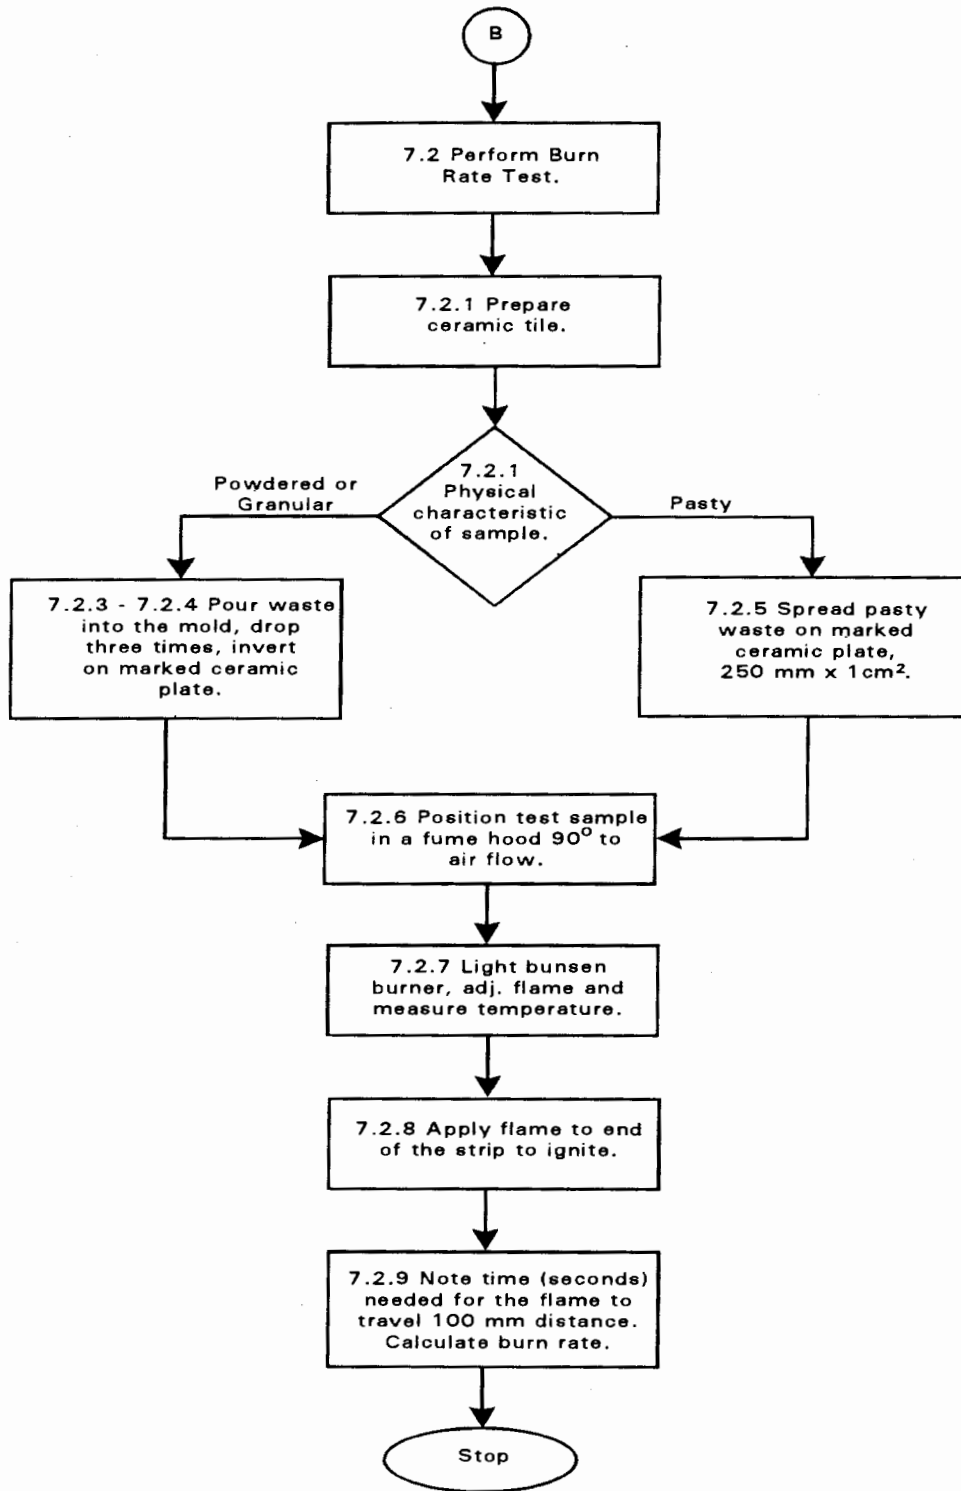 B
7.2 Perform Burn
Rate Test.
7.2.1 Prepare
ceramic tile.
7.2.1
Physical
characteristic
of sample.
Powdered or
Granular
Pasty
7.2.3 - 7.2.4 Pour waste
into the mold, drop
three times, invert
on marked ceramic
plate.
7.2.5 Spread pasty
waste on marked
ceramic plate,
250 mm x 1cm².
7.2.6 Position test sample
in a fume hood 90° to
air flow.
7.2.7 Light bunsen
burner, adj. flame and
measure temperature.
7.2.8 Apply flame to end
of the strip to ignite.
7.2.9 Note time (seconds)
needed for the flame to
travel 100 mm distance.
Calculate burn rate.
Stop